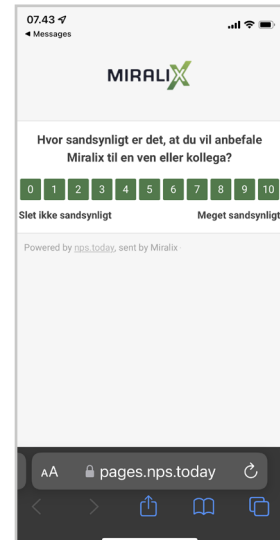 07.43
◀ Messages
MIRALIX
Hvor sandsynligt er det, at du vil anbefale
Miralix til en ven eller kollega?
0 1 2 3 4 5 6 7 8 9 10
Slet ikke sandsynligt Meget sandsynligt
Powered by nps.today, sent by Miralix
AA pages.nps.today